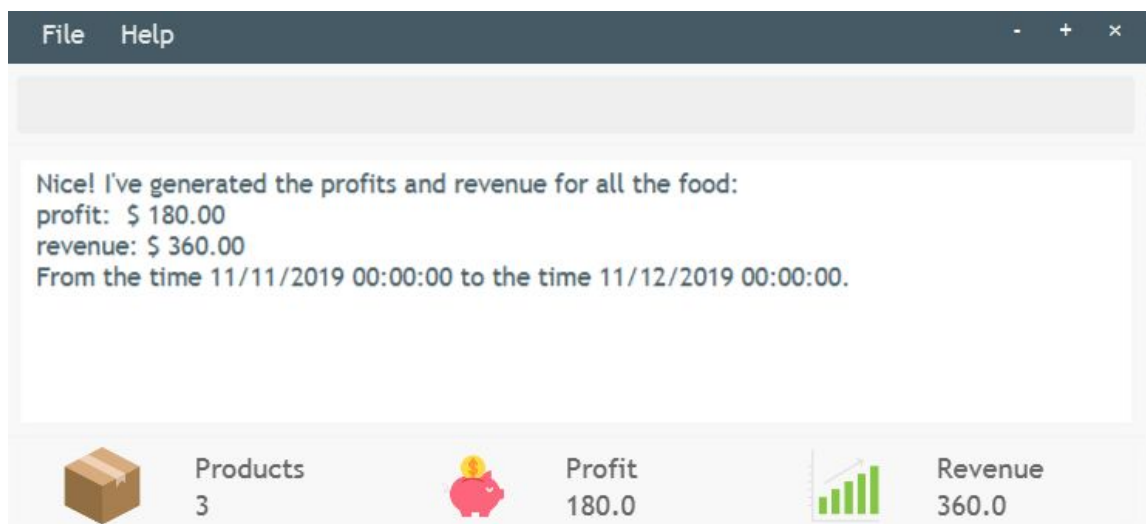 File Help - + ×
Nice! I've generated the profits and revenue for all the food:
profit:  $ 180.00
revenue: $ 360.00
From the time 11/11/2019 00:00:00 to the time 11/12/2019 00:00:00.
Products
3
Profit
180.0
Revenue
360.0